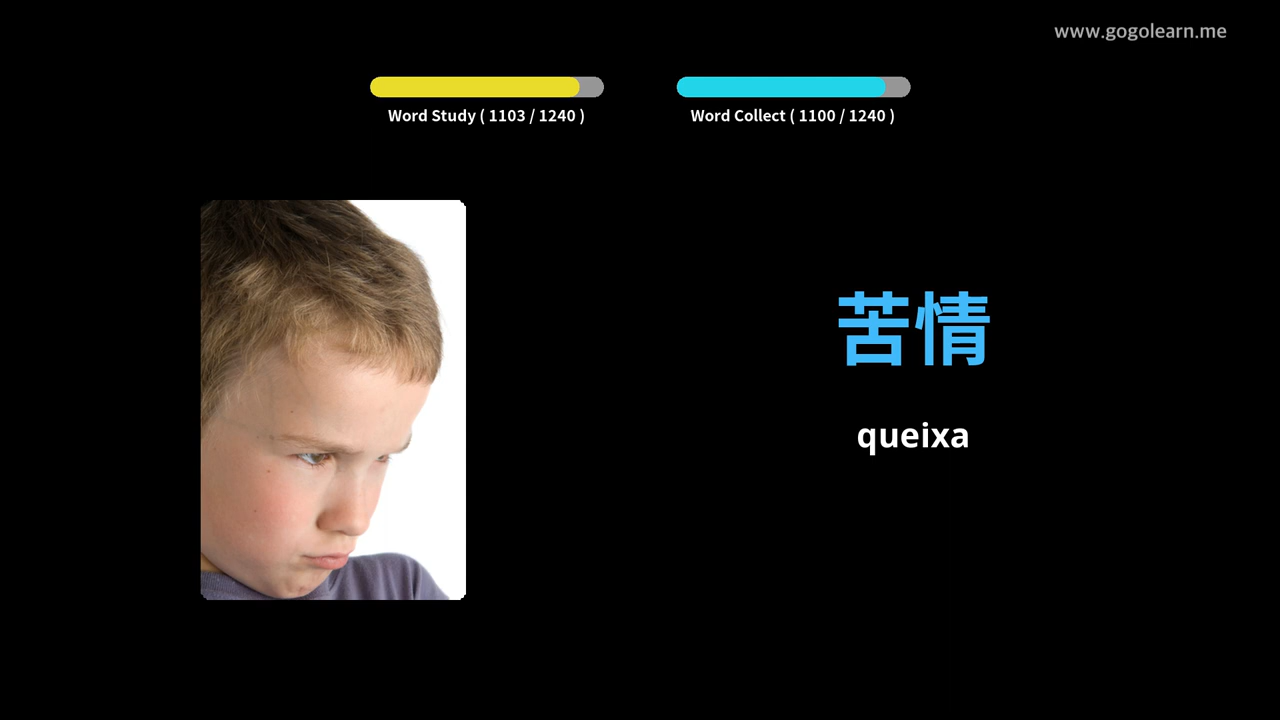 www.gogolearn.me
Word Study ( 1103 / 1240 )
Word Collect ( 1100 / 1240 )
苦情
queixa